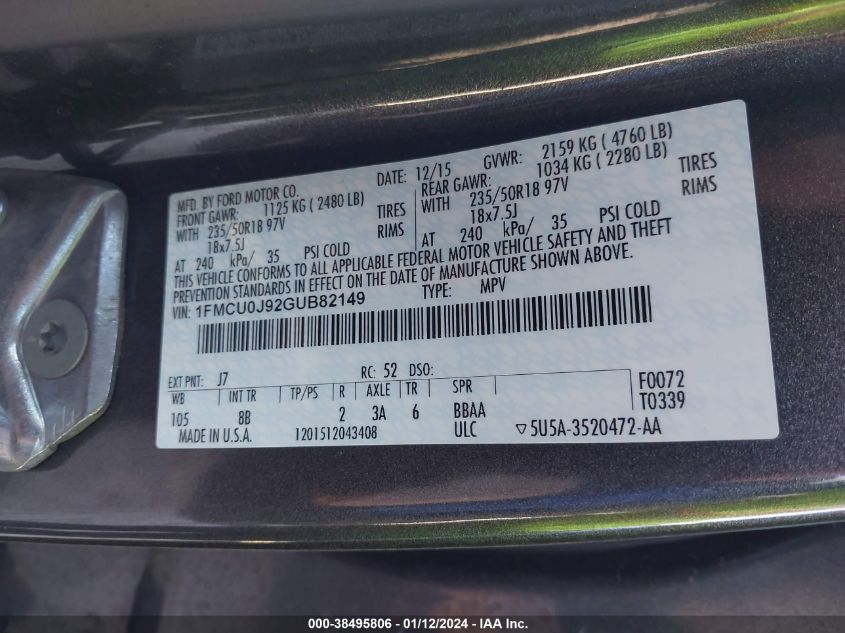 MFD. BY FORD MOTOR CO. DATE: 12/15 GVWR: 2159 KG ( 4760 LB)
FRONT GAWR: 1125 KG ( 2480 LB) REAR GAWR: 1034 KG ( 2280 LB)
WITH 235/50R18 97V TIRES WITH 235/50R18 97V TIRES
18x7.5J RIMS 18x7.5J RIMS
AT 240 kPa/ 35 PSI COLD AT 240 kPa/ 35 PSI COLD
THIS VEHICLE CONFORMS TO ALL APPLICABLE FEDERAL MOTOR VEHICLE SAFETY AND THEFT
PREVENTION STANDARDS IN EFFECT ON THE DATE OF MANUFACTURE SHOWN ABOVE.
VIN: 1FMCU0J92GUB82149 TYPE: MPV
EXT PNT: J7 RC: 52 DSO:
WB INT TR TP/PS R AXLE TR SPR F0072
105 8B 2 3A 6 BBAA T0339
MADE IN U.S.A. 1201512043408 ULC ▽5U5A-3520472-AA
000-38495806 - 01/12/2024 - IAA Inc.